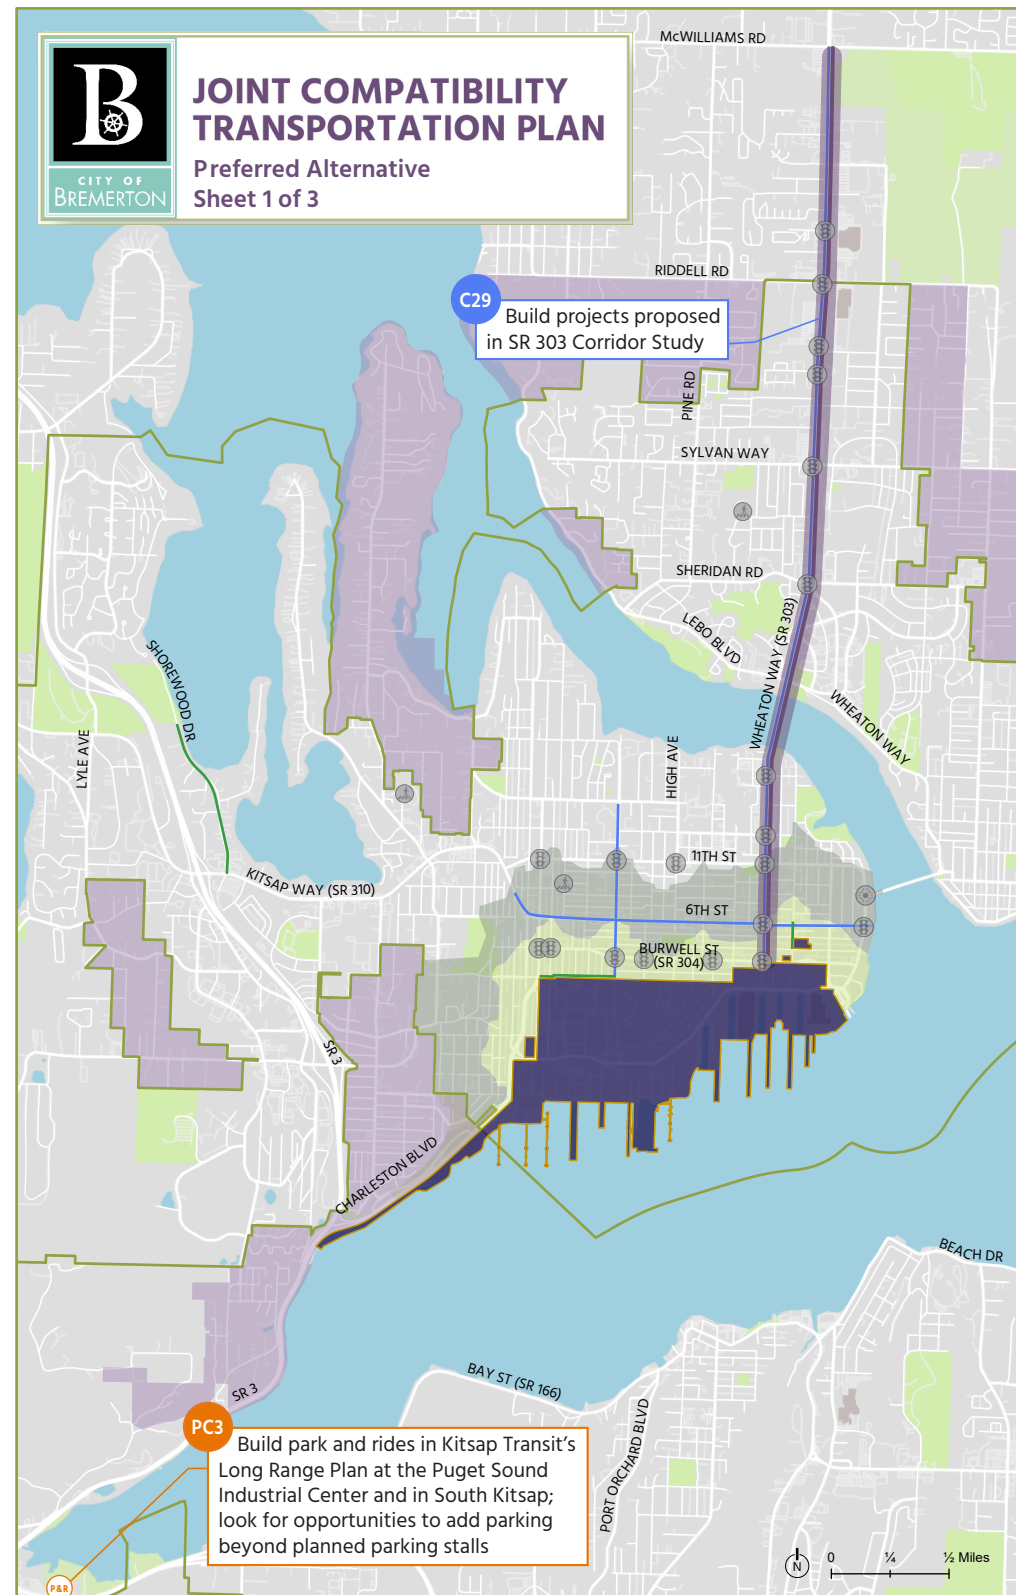 McWILLIAMS RD
B
CITY OF
BREMERTON
JOINT COMPATIBILITY
TRANSPORTATION PLAN
Preferred Alternative
Sheet 1 of 3
RIDDELL RD
C29
Build projects proposed
in SR 303 Corridor Study
PINE RD
SYLVAN WAY
SHERIDAN RD
LEBO BLVD
WHEATON WAY (SR 303)
WHEATON WAY
SHOREWOOD DR
LYLE AVE
HIGH AVE
11TH ST
KITSAP WAY (SR 310)
6TH ST
BURWELL ST
(SR 304)
SR 3
CHARLESTON BLVD
BEACH DR
SR 3
BAY ST (SR 166)
PORT ORCHARD BLVD
PC3
Build park and rides in Kitsap Transit’s
Long Range Plan at the Puget Sound
Industrial Center and in South Kitsap;
look for opportunities to add parking
beyond planned parking stalls
P&R
N
0 ¼ ½ Miles